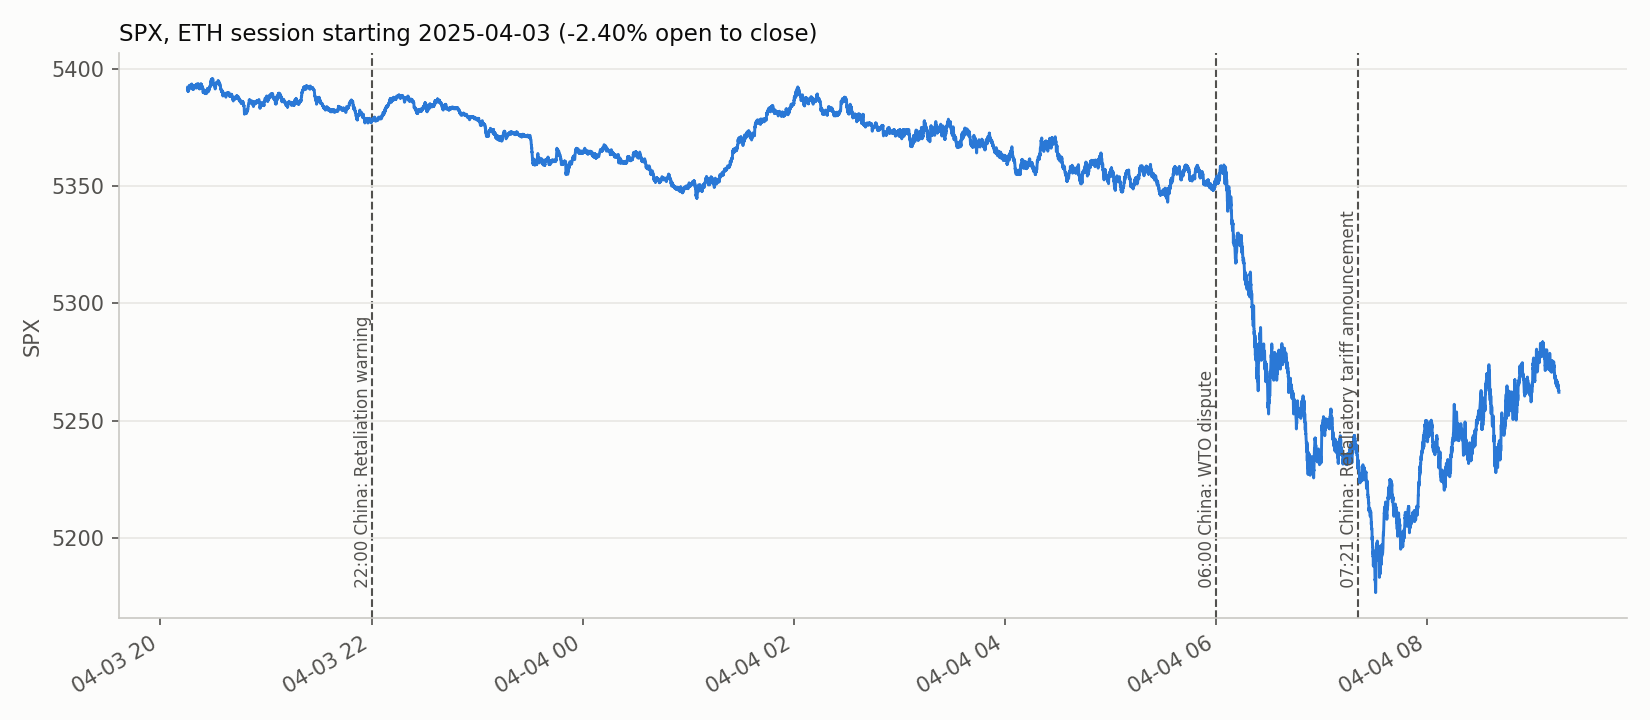 SPX, ETH session starting 2025-04-03 (-2.40% open to close)
SPX
5400
5350
5300
5250
5200
22:00 China: Retaliation warning
06:00 China: WTO dispute
07:21 China: Retaliatory tariff announcement
04-03 20
04-03 22
04-04 00
04-04 02
04-04 04
04-04 06
04-04 08